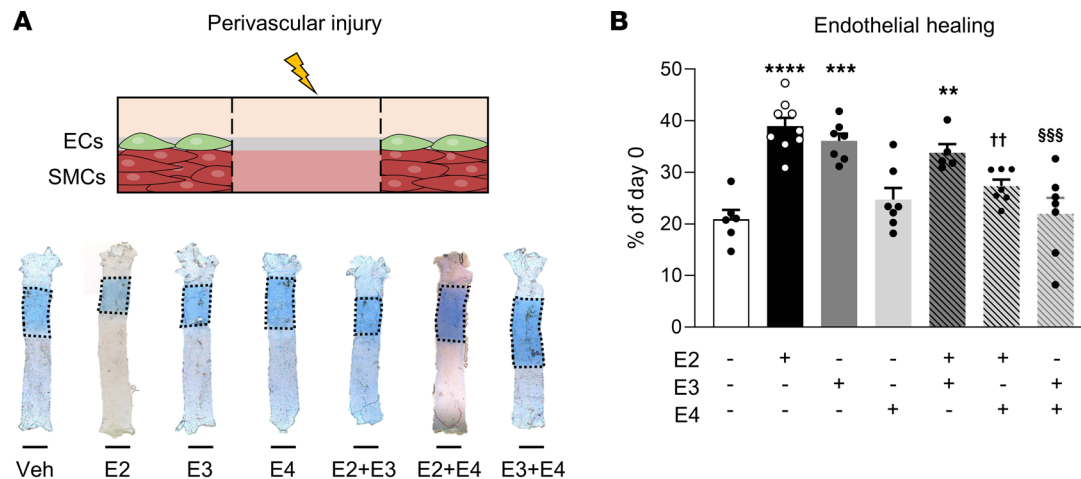 A
Perivascular injury
ECs
SMCs
Veh E2 E3 E4 E2+E3 E2+E4 E3+E4
B
Endothelial healing
% of day 0
50
40
30
20
10
0
**** *** ** †† §§§
E2 - + - - + + -
E3 - - + - + - +
E4 - - - + - + +